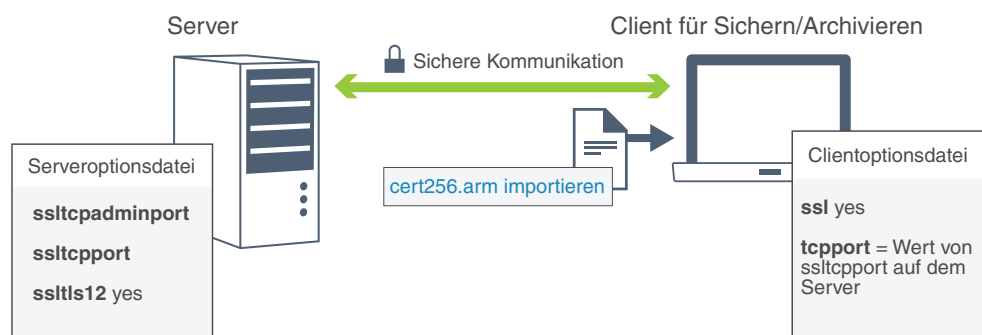 Server
Client für Sichern/Archivieren
Sichere Kommunikation
Serveroptionsdatei
ssltcpadminport
ssltcpport
ssltls12 yes
cert256.arm importieren
Clientoptionsdatei
ssl yes
tcpport = Wert von
ssltcpport auf dem
Server